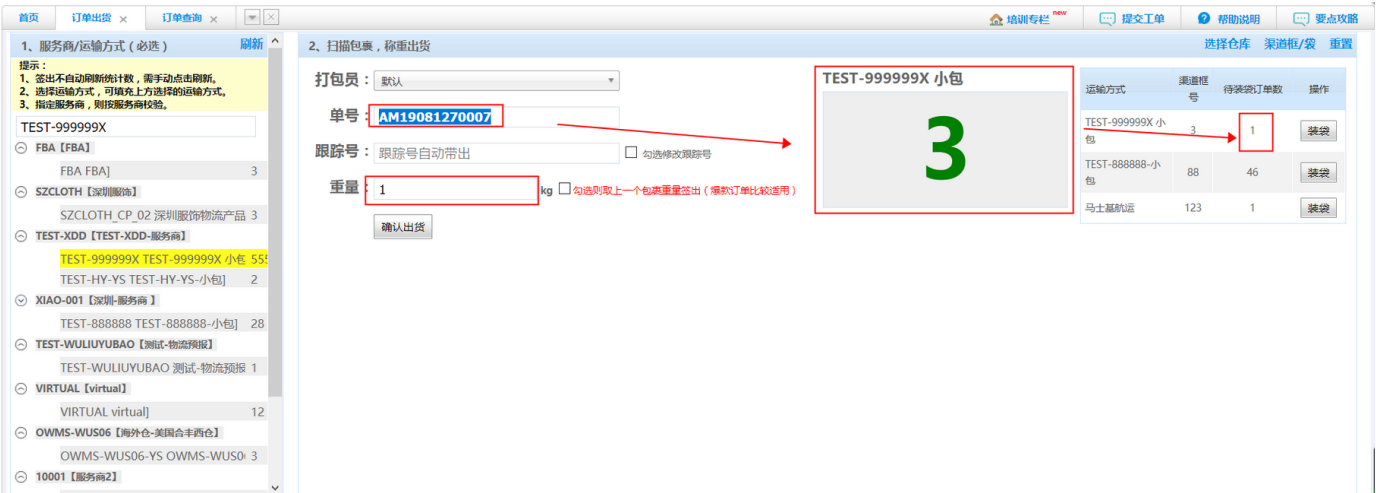 首页 订单出货 订单查询 培训专栏 new 提交工单 帮助说明 要点攻略
1、服务商/运输方式（必选） 刷新
提示：
1、签出不自动刷新统计数，需手动点击刷新。
2、选择运输方式，可填充上方选择的运输方式。
3、指定服务商，则按服务商校验。
TEST-999999X
FBA【FBA】
FBA FBA] 3
SZCLOTH【深圳服饰】
SZCLOTH_CP_02 深圳服饰物流产品 3
TEST-XDD【TEST-XDD-服务商】
TEST-999999X TEST-999999X 小包 555
TEST-HY-YS TEST-HY-YS-小包] 2
XIAO-001【深圳-服务商 】
TEST-888888 TEST-888888-小包] 28
TEST-WULIUYUBAO【测试-物流预报】
TEST-WULIUYUBAO 测试-物流预报 1
VIRTUAL【virtual】
VIRTUAL virtual] 12
OWMS-WUS06【海外仓-美国合丰西仓】
OWMS-WUS06-YS OWMS-WUS0 3
10001【服务商2】
2、扫描包裹，称重出货 选择仓库 渠道框/袋 重置
打包员： 默认
单号： AM19081270007
跟踪号： 跟踪号自动带出 勾选修改跟踪号
重量： 1 kg 勾选则取上一个包裹重量签出（爆款订单比较适用）
确认出货
TEST-999999X 小包
3
运输方式 渠道框号 待装袋订单数 操作
TEST-999999X 小包 3 1 装袋
TEST-888888-小包 88 46 装袋
马士基航运 123 1 装袋